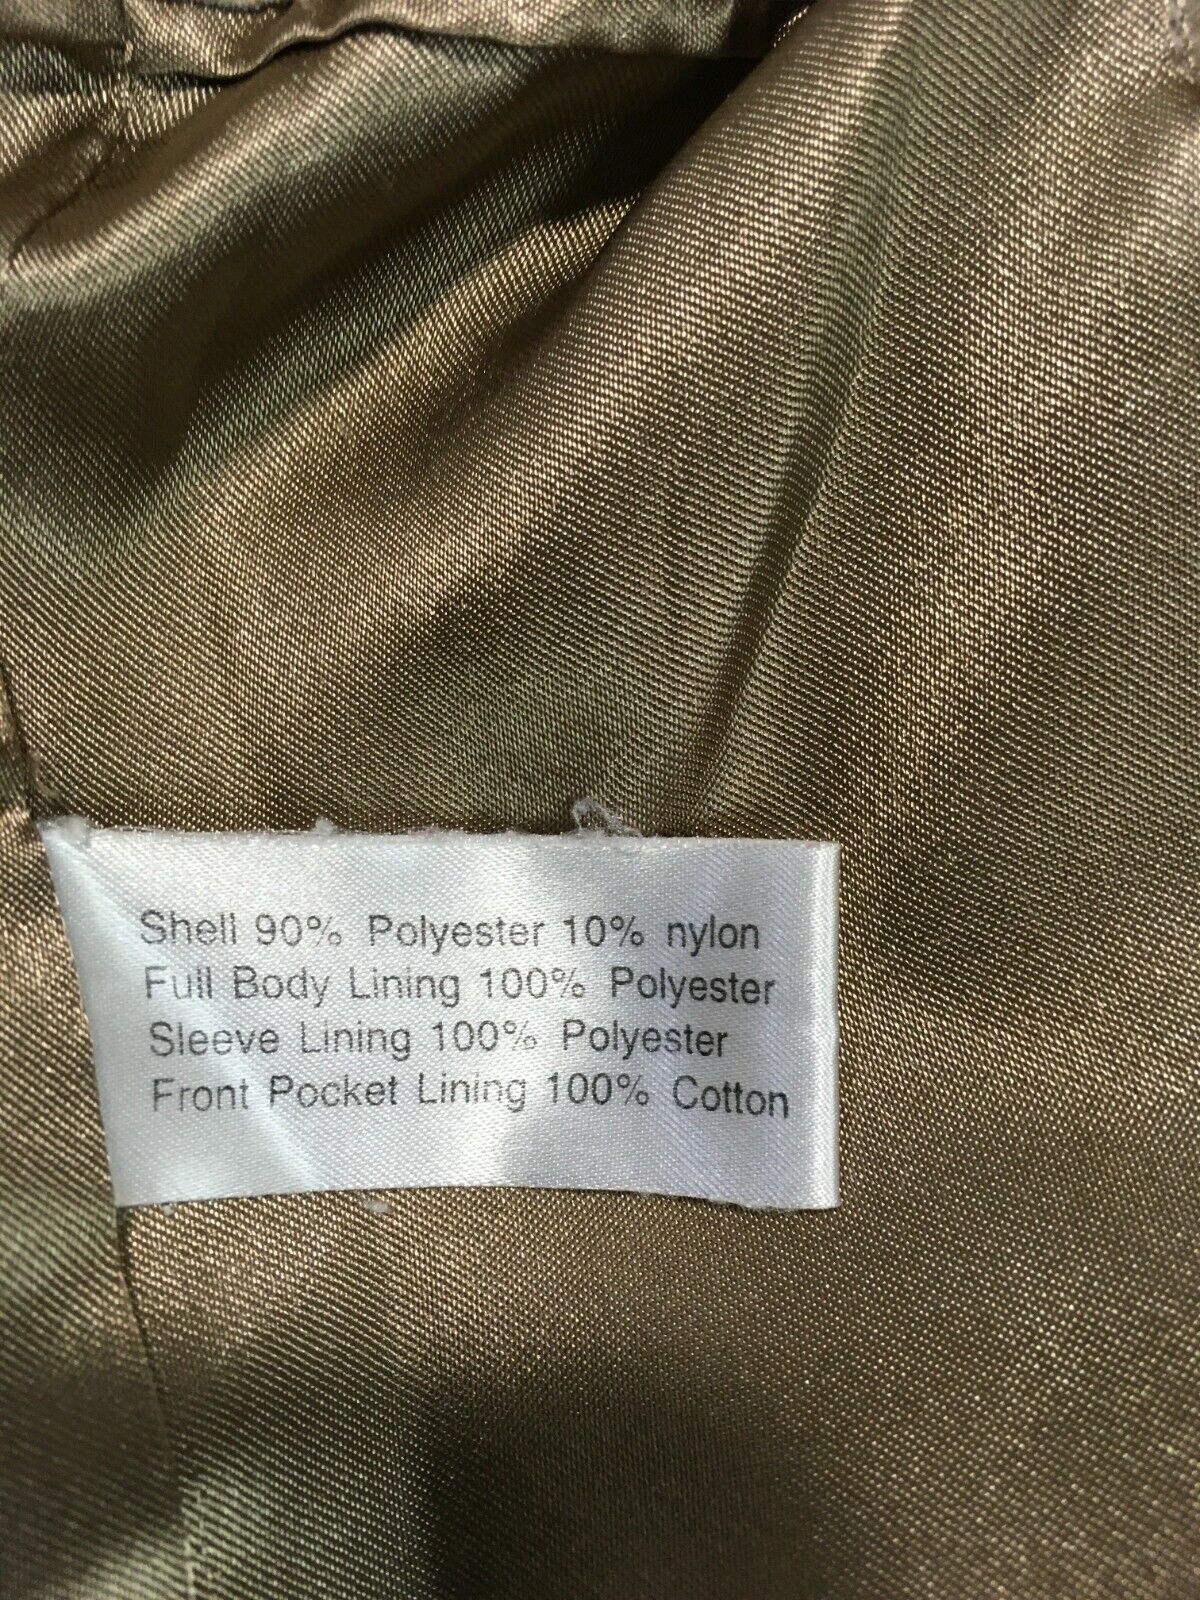 Shell 90% Polyester 10% nylon
Full Body Lining 100% Polyester
Sleeve Lining 100% Polyester
Front Pocket Lining 100% Cotton